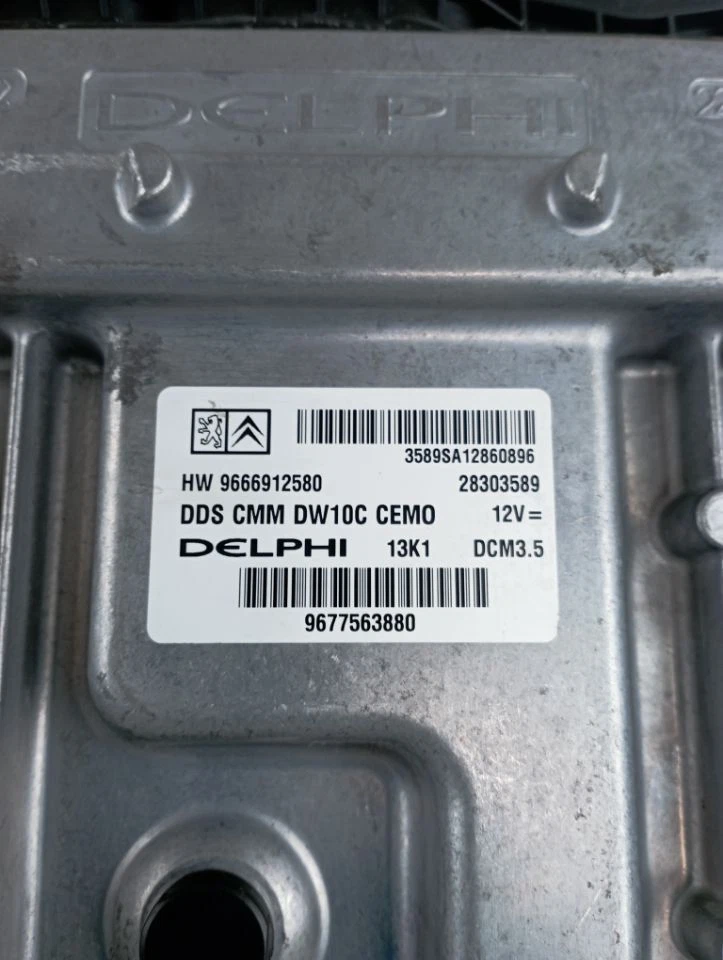 DELPHI
3589SA12860896
HW 9666912580 28303589
DDS CMM DW10C CEMO 12V =
DELPHI 13K1 DCM3.5
9677563880